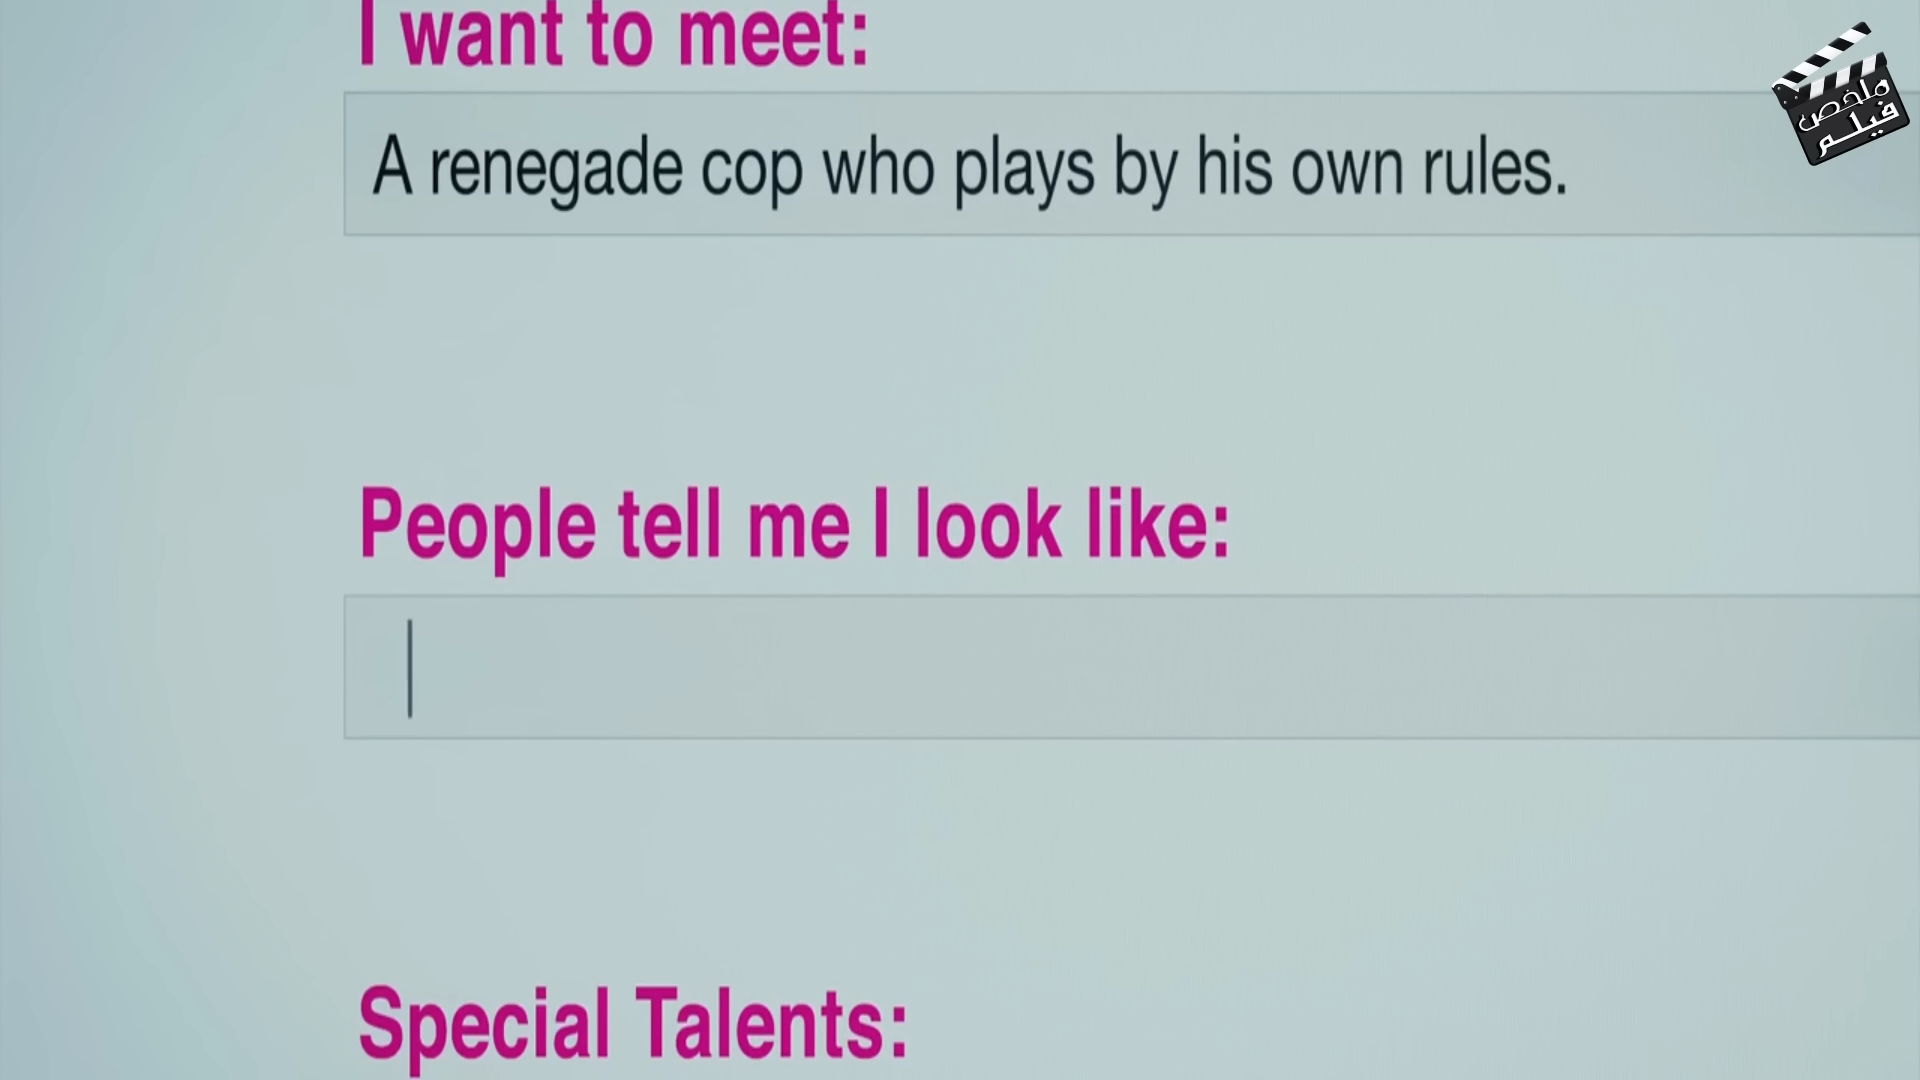 I want to meet:
ملخص
فيلم
A renegade cop who plays by his own rules.
People tell me I look like:
Special Talents: